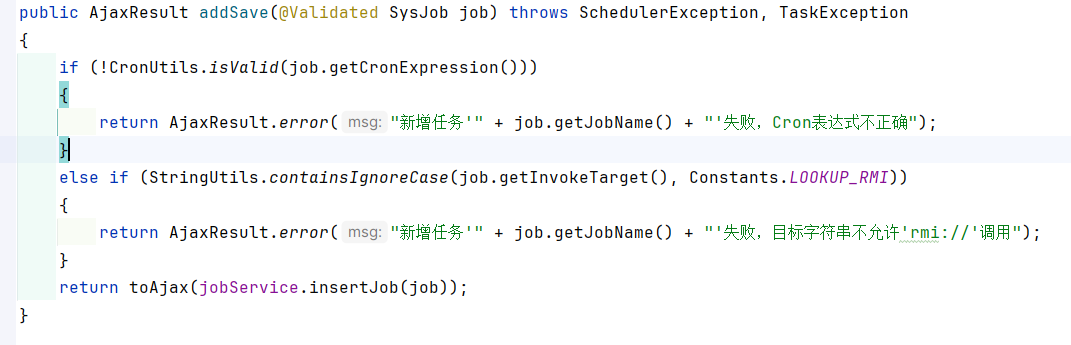 public AjaxResult addSave(@Validated SysJob job) throws SchedulerException, TaskException
{
if (!CronUtils.isValid(job.getCronExpression()))
{
return AjaxResult.error( msg: "新增任务'" + job.getJobName() + "'失败，Cron表达式不正确");
}
else if (StringUtils.containsIgnoreCase(job.getInvokeTarget(), Constants.LOOKUP_RMI))
{
return AjaxResult.error( msg: "新增任务'" + job.getJobName() + "'失败，目标字符串不允许'rmi://'调用");
}
return toAjax(jobService.insertJob(job));
}